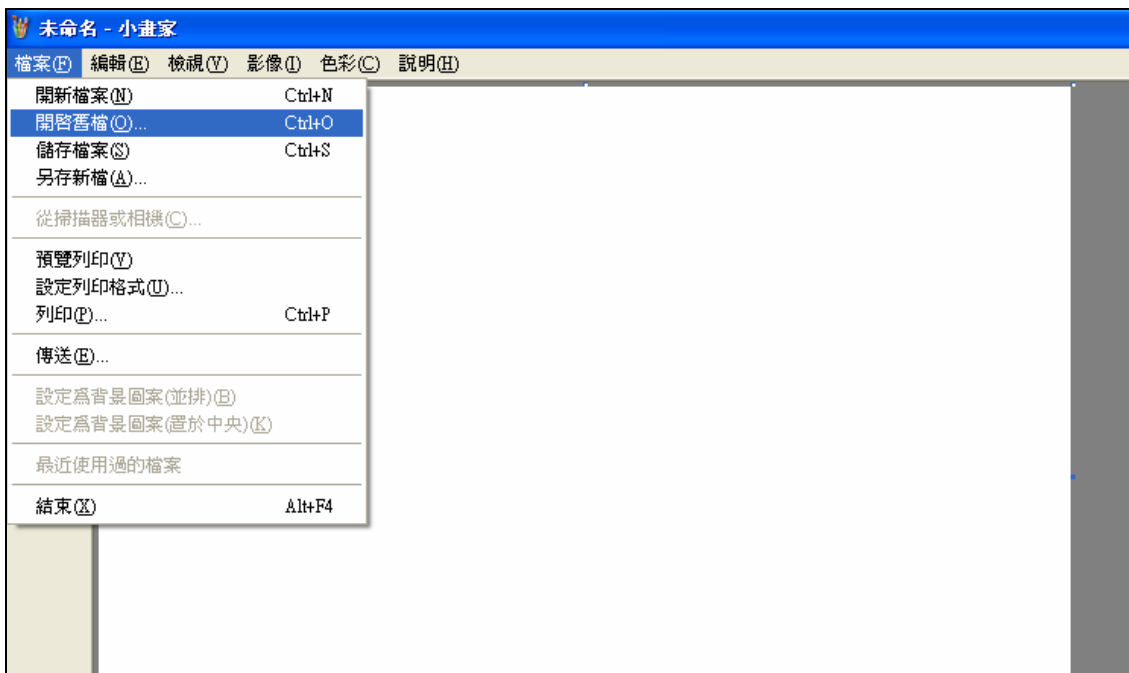 未命名 - 小畫家
檔案(F) 編輯(E) 檢視(V) 影像(I) 色彩(C) 說明(H)
開新檔案(N) Ctrl+N
開啓舊檔(O)... Ctrl+O
儲存檔案(S) Ctrl+S
另存新檔(A)...
從掃描器或相機(C)...
預覽列印(V)
設定列印格式(U)...
列印(P)... Ctrl+P
傳送(E)...
設定爲背景圖案(並排)(B)
設定爲背景圖案(置於中央)(K)
最近使用過的檔案
結束(X) Alt+F4